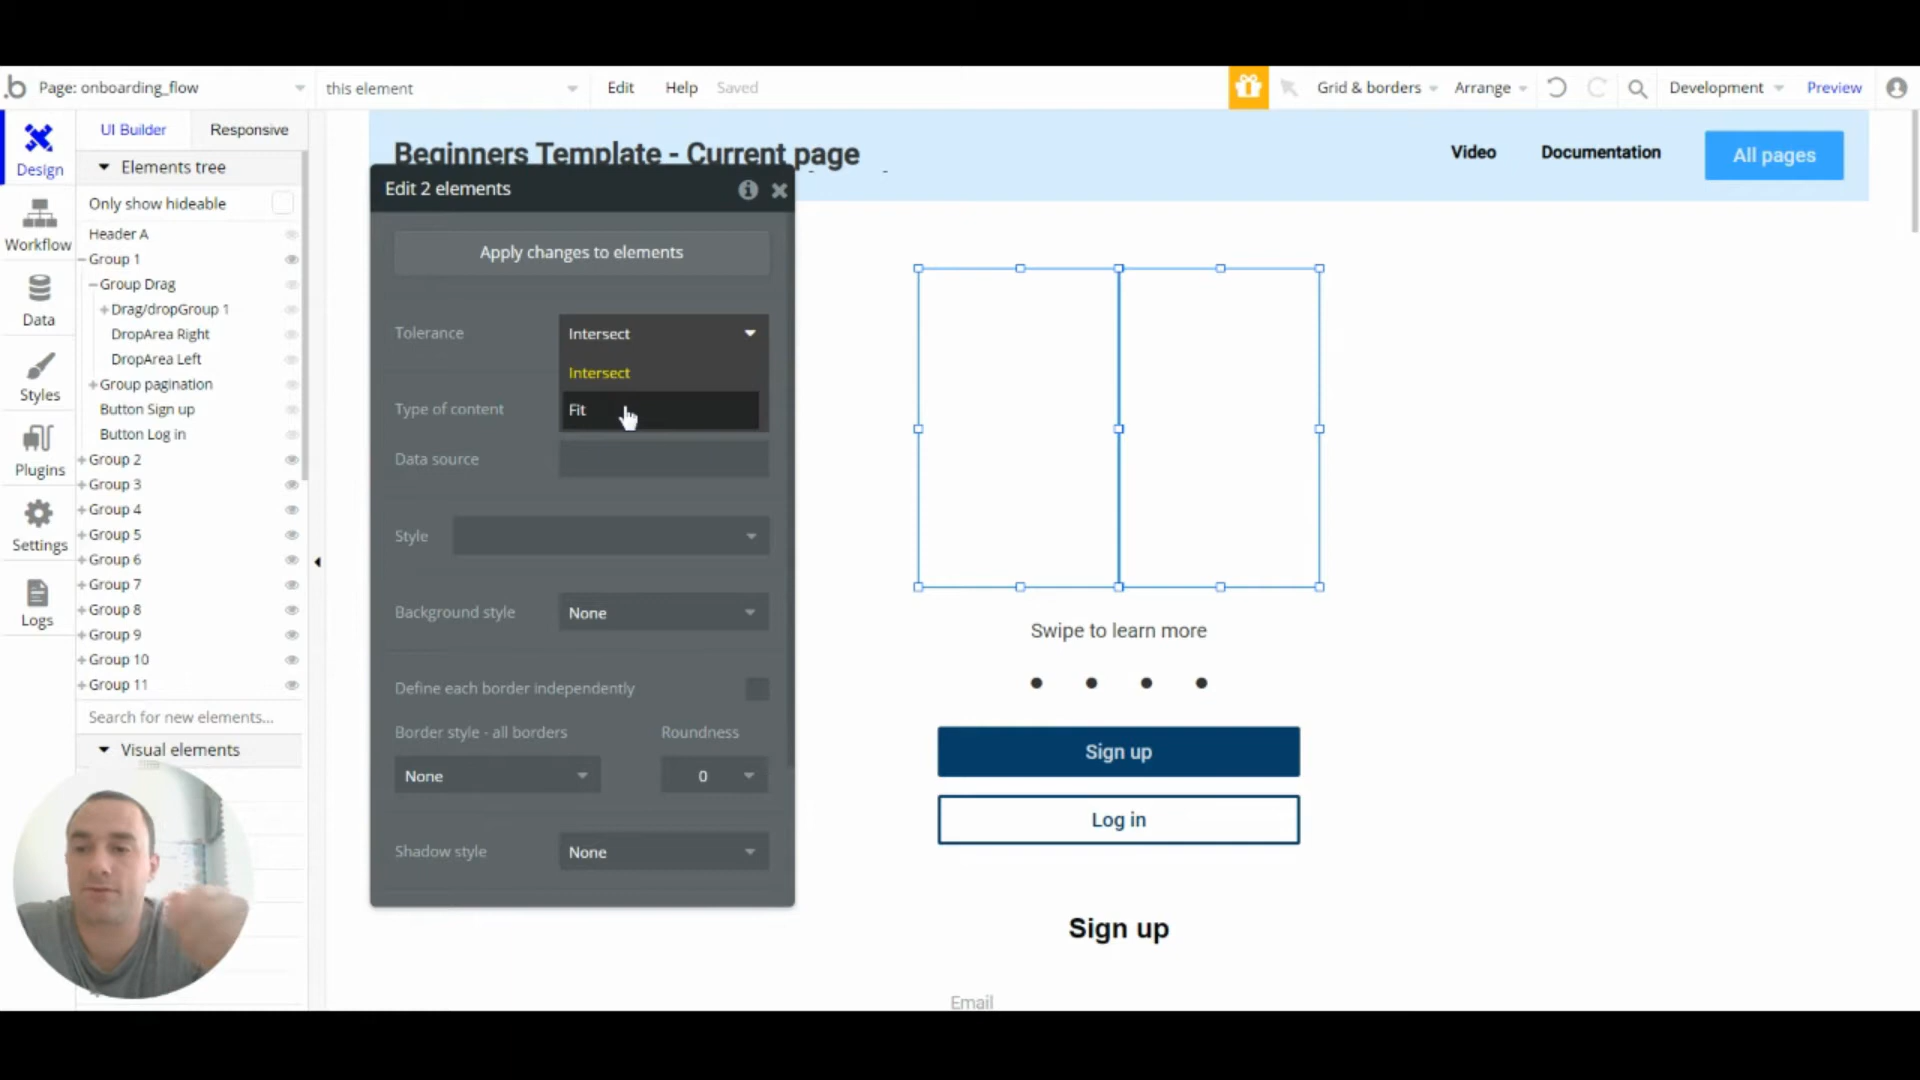 Page: onboarding_flow
this element
Edit
Help
Saved
Grid & borders
Arrange
Development
Preview
Design
Workflow
Data
Styles
Plugins
Settings
Logs
UI Builder
Responsive
Elements tree
Only show hideable
Header A
Group 1
Group Drag
Drag/dropGroup 1
DropArea Right
DropArea Left
Group pagination
Button Sign up
Button Log in
Group 2
Group 3
Group 4
Group 5
Group 6
Group 7
Group 8
Group 9
Group 10
Group 11
Search for new elements...
Visual elements
Beginners Template - Current page
Video
Documentation
All pages
Edit 2 elements
Apply changes to elements
Tolerance
Intersect
Intersect
Fit
Type of content
Data source
Style
Background style
None
Define each border independently
Border style - all borders
Roundness
None
0
Shadow style
None
Swipe to learn more
Sign up
Log in
Sign up
Email